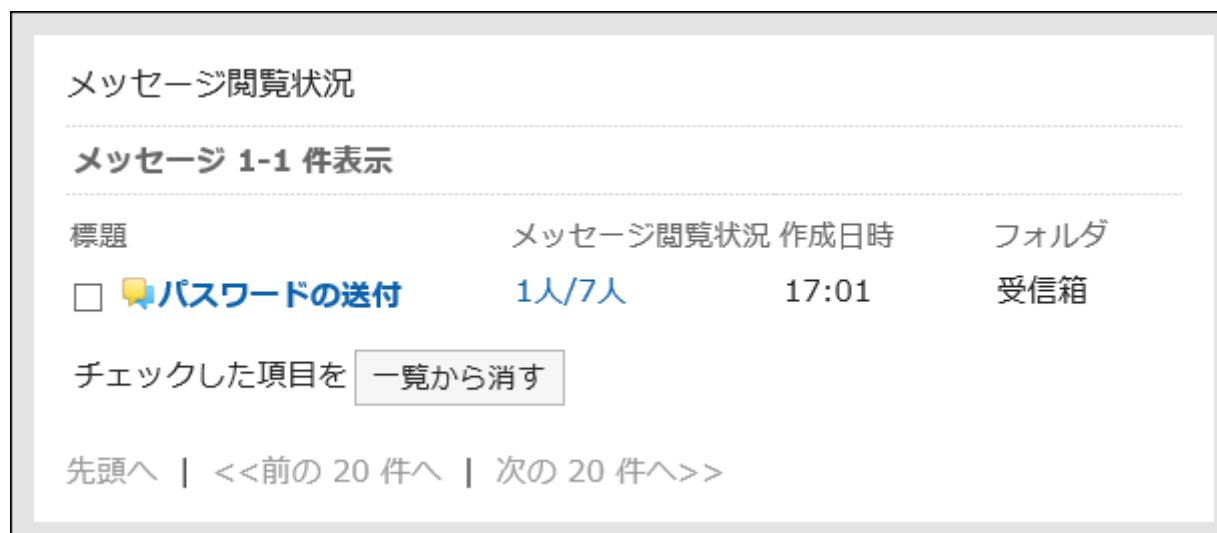 メッセージ閲覧状況
メッセージ 1-1 件表示
標題 メッセージ閲覧状況 作成日時 フォルダ
パスワードの送付 1人/7人 17:01 受信箱
チェックした項目を 一覧から消す
先頭へ | <<前の 20 件へ | 次の 20 件へ>>